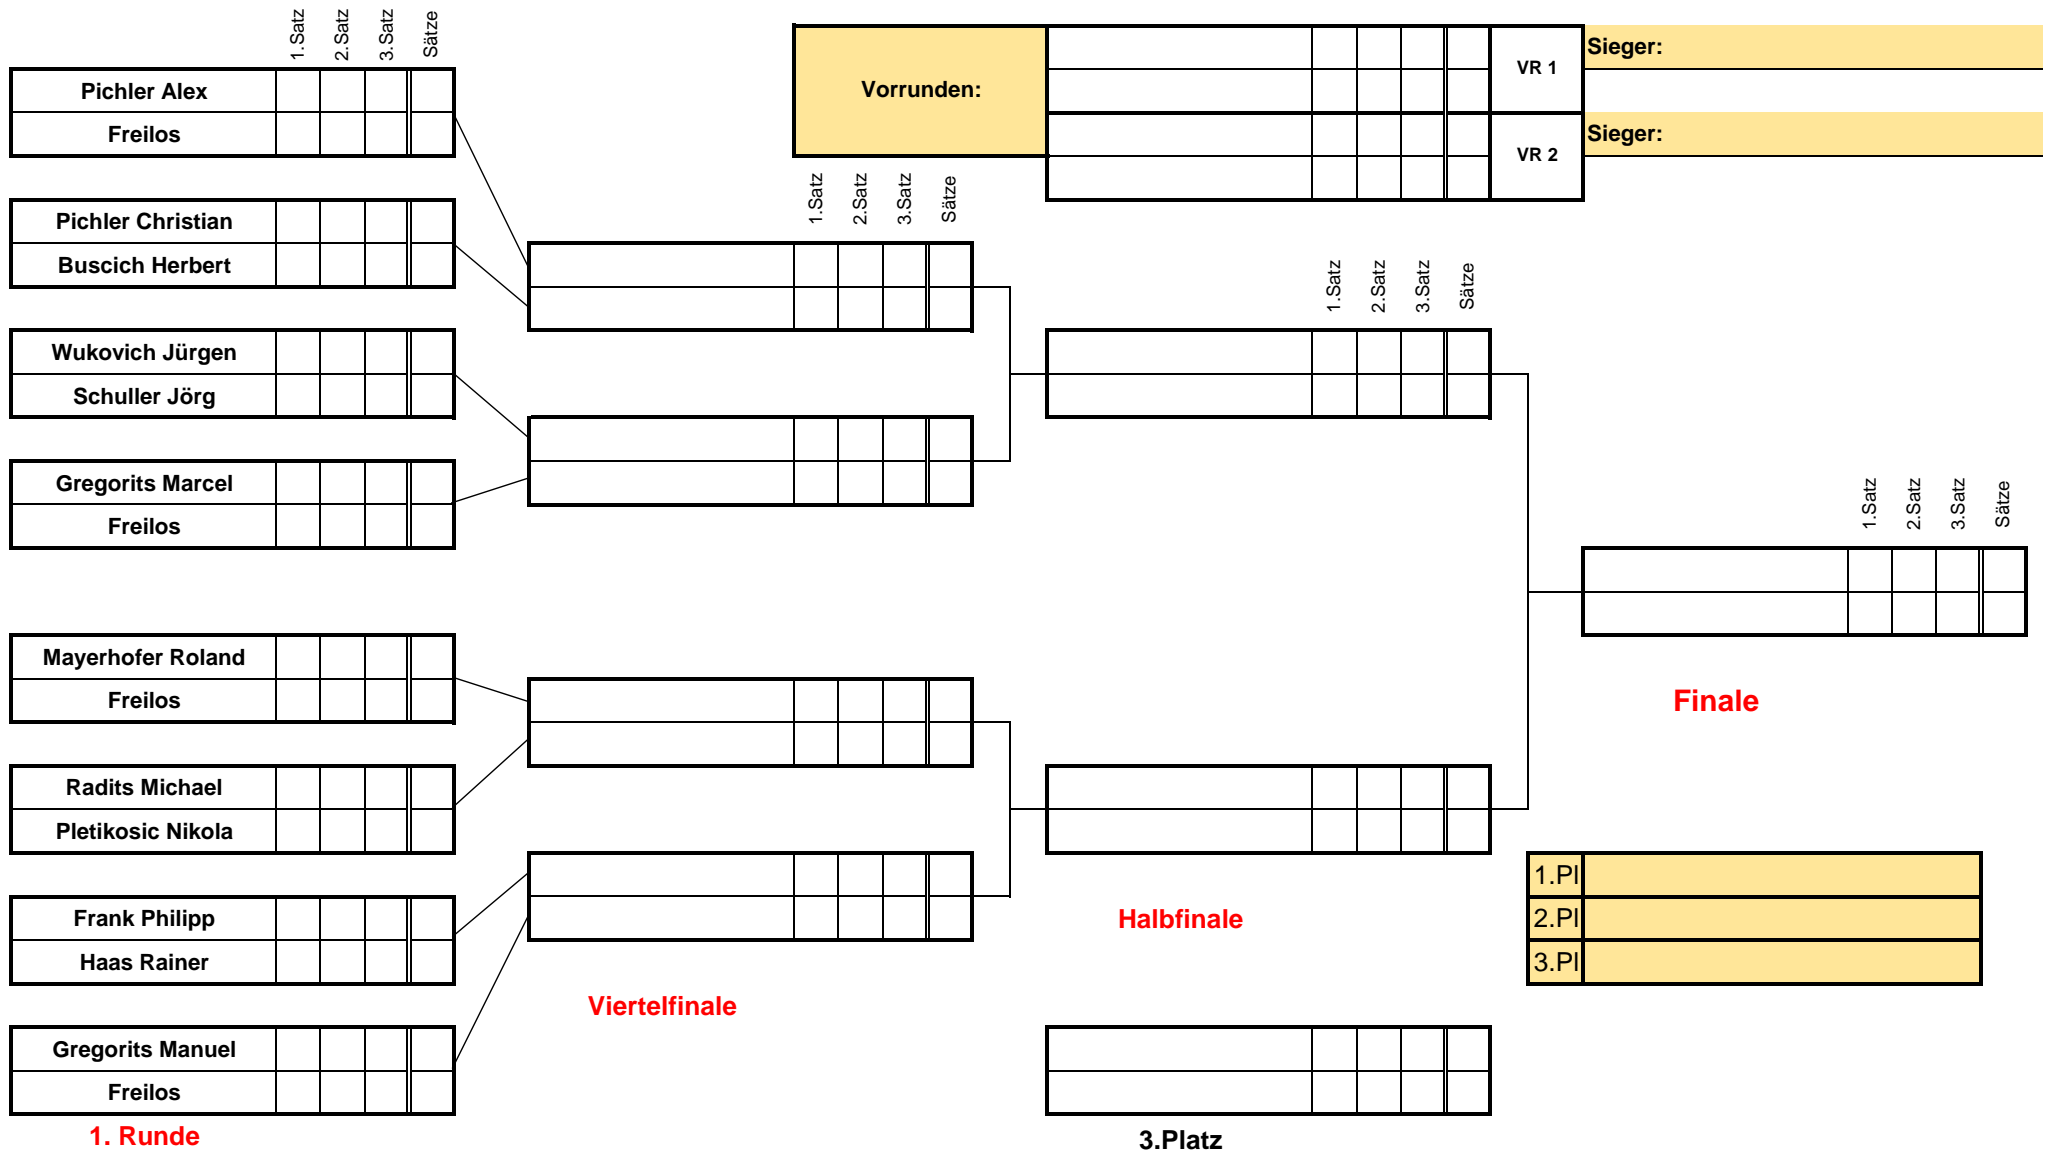 1.Satz 2.Satz 3.Satz Sätze
Pichler Alex
Freilos
Pichler Christian
Buscich Herbert
Wukovich Jürgen
Schuller Jörg
Gregorits Marcel
Freilos
Mayerhofer Roland
Freilos
Radits Michael
Pletikosic Nikola
Frank Philipp
Haas Rainer
Gregorits Manuel
Freilos
1. Runde
Vorrunden:
VR 1
Sieger:
VR 2
Sieger:
1.Satz 2.Satz 3.Satz Sätze
Viertelfinale
1.Satz 2.Satz 3.Satz Sätze
Halbfinale
3.Platz
1.Satz 2.Satz 3.Satz Sätze
Finale
1.Pl
2.Pl
3.Pl